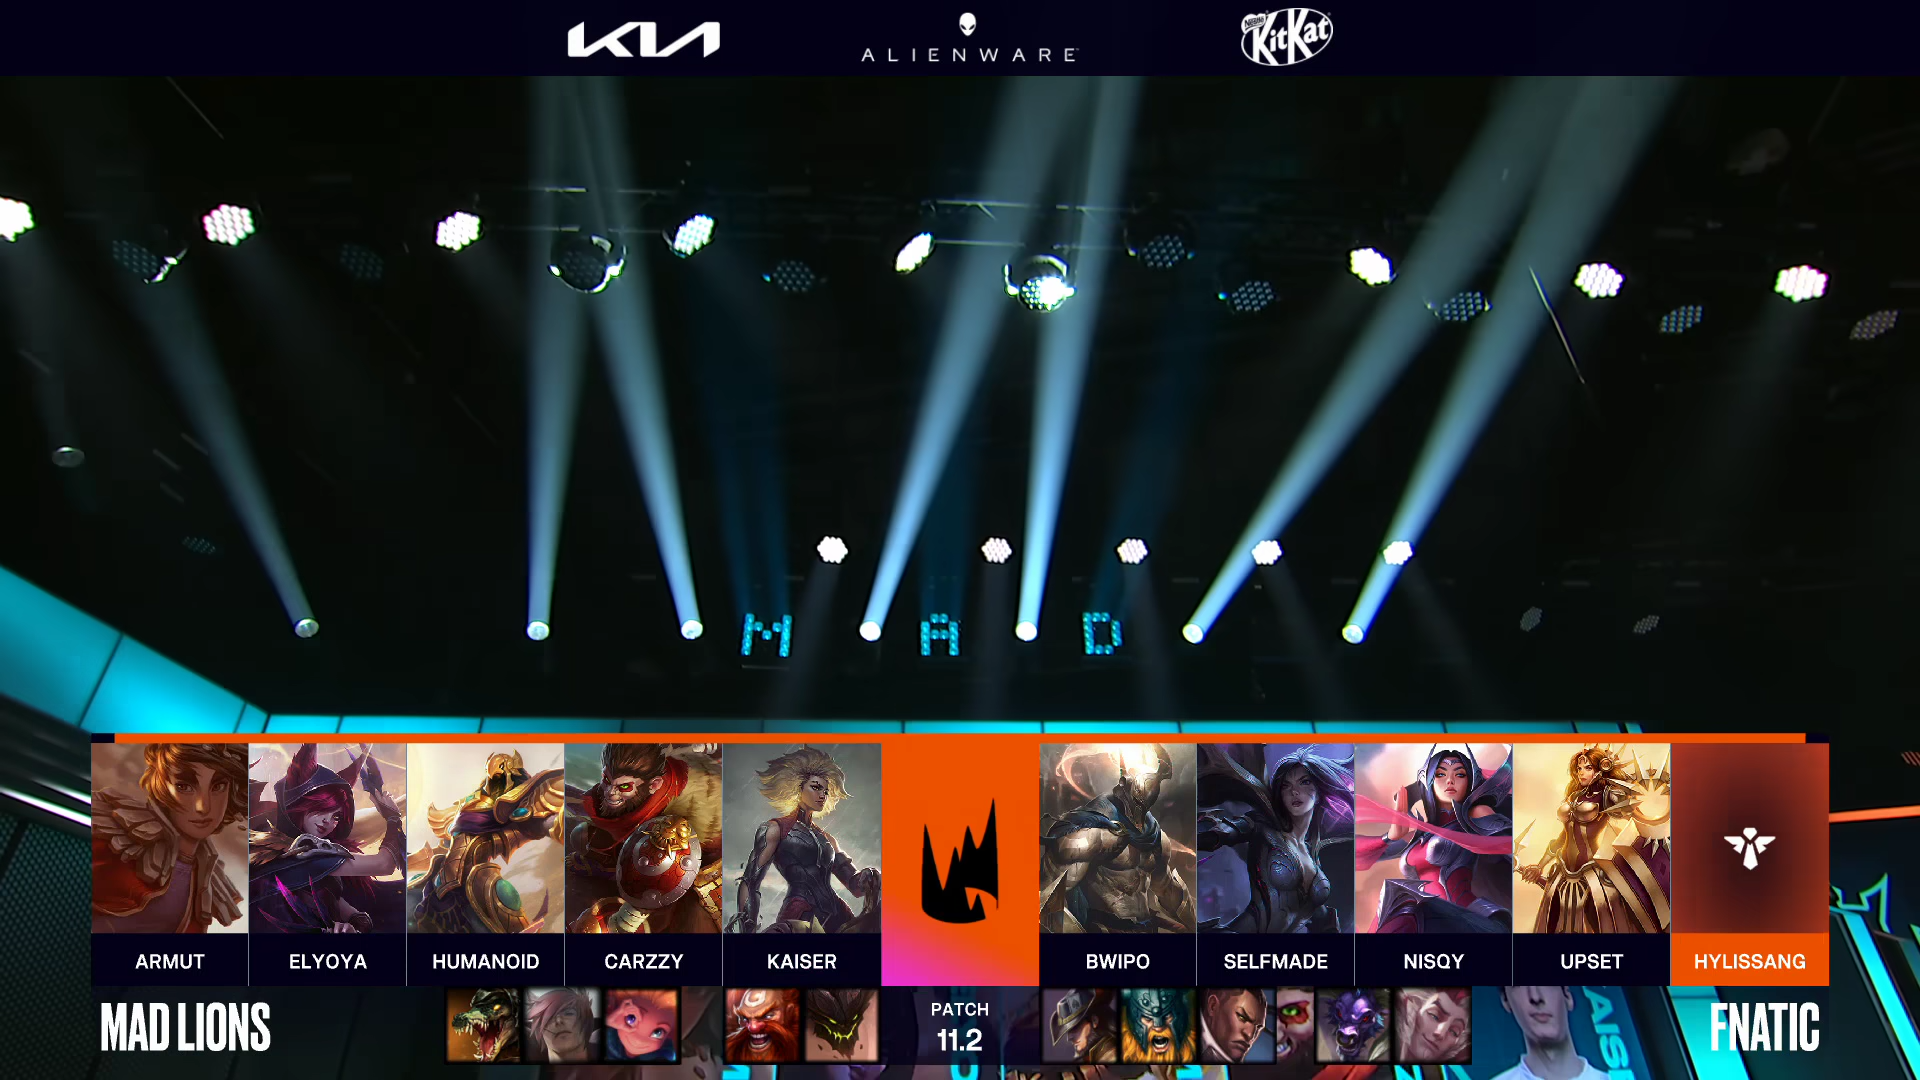 KIA
ALIENWARE
Nestlé
KitKat
M A D
ARMUT
ELYOYA
HUMANOID
CARZZY
KAISER
BWIPO
SELFMADE
NISQY
UPSET
HYLISSANG
MAD LIONS
PATCH
11.2
FNATIC